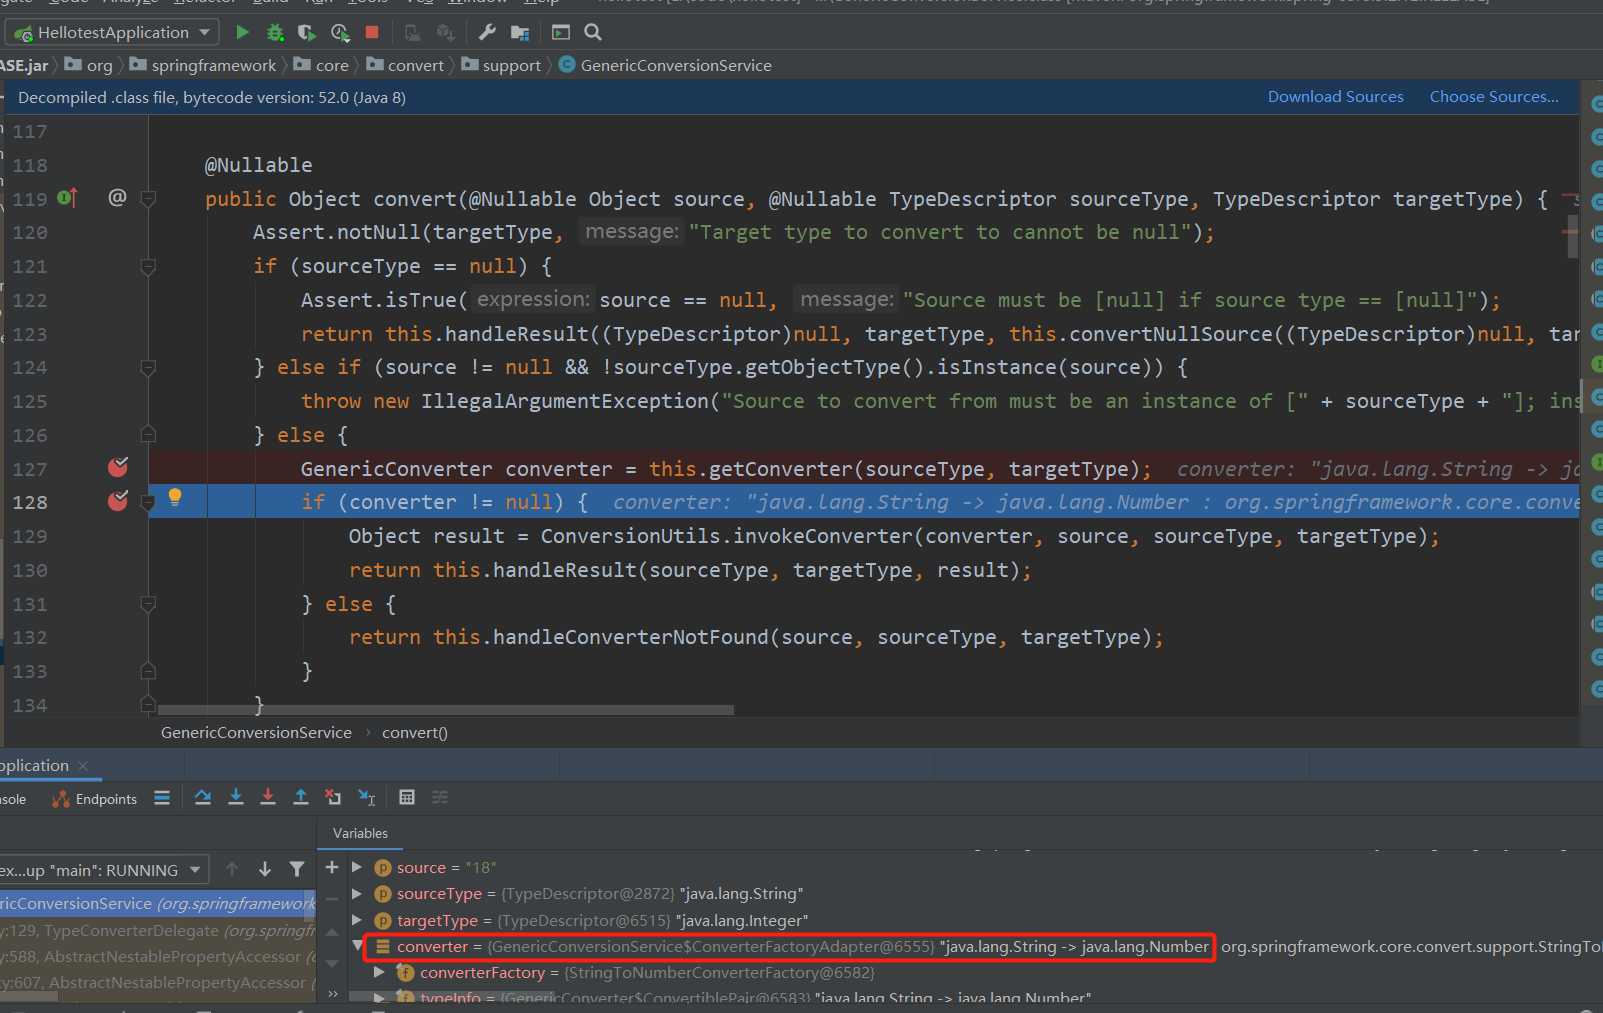 HellotestApplication
ASE.jar org springframework core convert support GenericConversionService
Decompiled .class file, bytecode version: 52.0 (Java 8) Download Sources Choose Sources...
117
118 @Nullable
119 @ public Object convert(@Nullable Object source, @Nullable TypeDescriptor sourceType, TypeDescriptor targetType) {
120 Assert.notNull(targetType, message: "Target type to convert to cannot be null");
121 if (sourceType == null) {
122 Assert.isTrue( expression: source == null, message: "Source must be [null] if source type == [null]");
123 return this.handleResult((TypeDescriptor)null, targetType, this.convertNullSource((TypeDescriptor)null, tar
124 } else if (source != null && !sourceType.getObjectType().isInstance(source)) {
125 throw new IllegalArgumentException("Source to convert from must be an instance of [" + sourceType + "]; ins
126 } else {
127 GenericConverter converter = this.getConverter(sourceType, targetType); converter: "java.lang.String -> ja
128 if (converter != null) { converter: "java.lang.String -> java.lang.Number : org.springframework.core.conve
129 Object result = ConversionUtils.invokeConverter(converter, source, sourceType, targetType);
130 return this.handleResult(sourceType, targetType, result);
131 } else {
132 return this.handleConverterNotFound(source, sourceType, targetType);
133 }
134 }
GenericConversionService › convert()
pplication ×
sole Endpoints
Variables
ex...up "main": RUNNING
source = "18"
ricConversionService (org.springframework
sourceType = {TypeDescriptor@2872} "java.lang.String"
y:129, TypeConverterDelegate (org.springfr
targetType = {TypeDescriptor@6515} "java.lang.Integer"
converter = {GenericConversionService$ConverterFactoryAdapter@6555} "java.lang.String -> java.lang.Number org.springframework.core.convert.support.StringTo
y:588, AbstractNestablePropertyAccessor (
converterFactory = {StringToNumberConverterFactory@6582}
ty:607, AbstractNestablePropertyAccessor (
typeInfo = {GenericConverter$ConvertiblePair@6583} "java.lang.String -> java.lang.Number"